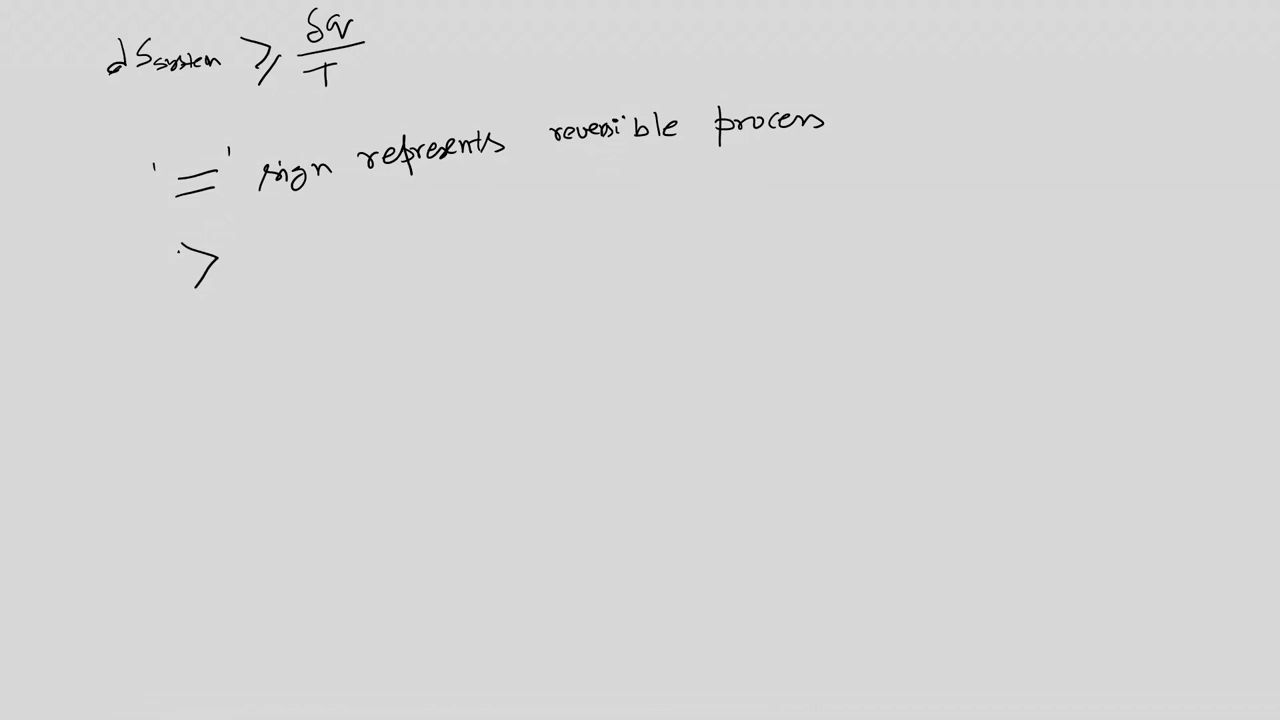 dS_system ≥ δq/T
'=' sign represents reversible process
>